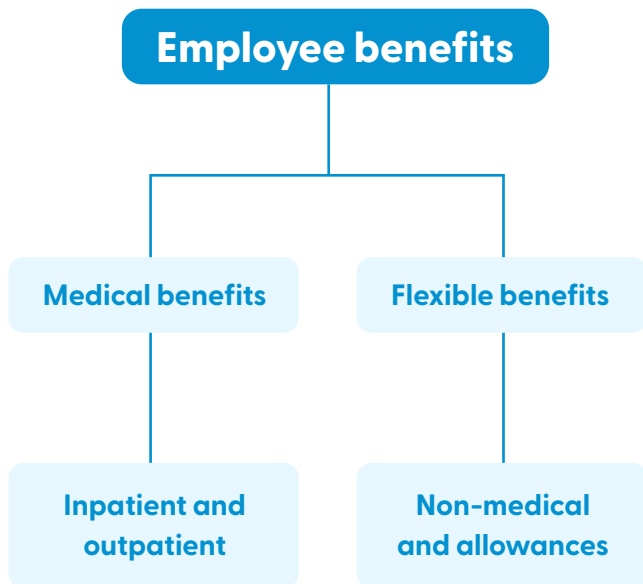 Employee benefits
Medical benefits
Flexible benefits
Inpatient and
outpatient
Non-medical
and allowances